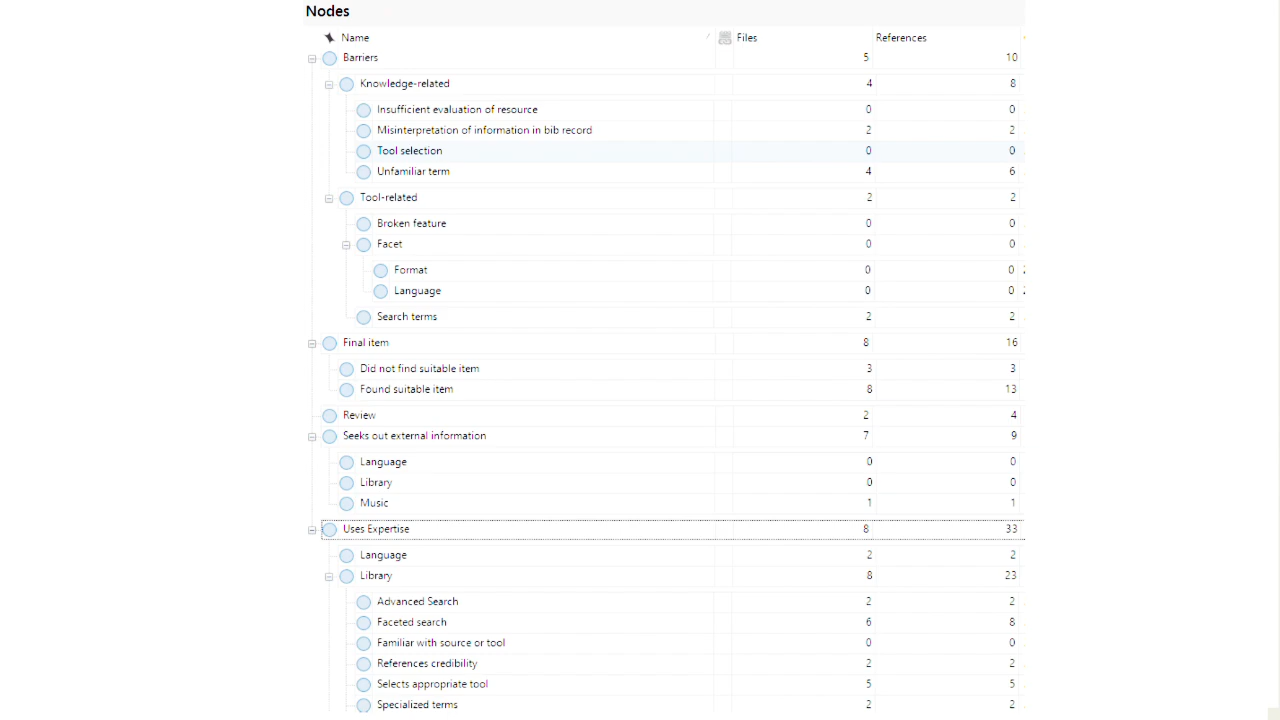 Nodes
Name Files References
Barriers 5 10
Knowledge-related 4 8
Insufficient evaluation of resource 0 0
Misinterpretation of information in bib record 2 2
Tool selection 0 0
Unfamiliar term 4 6
Tool-related 2 2
Broken feature 0 0
Facet 0 0
Format 0 0
Language 0 0
Search terms 2 2
Final item 8 16
Did not find suitable item 3 3
Found suitable item 8 13
Review 2 4
Seeks out external information 7 9
Language 0 0
Library 0 0
Music 1 1
Uses Expertise 8 33
Language 2 2
Library 8 23
Advanced Search 2 2
Faceted search 6 8
Familiar with source or tool 0 0
References credibility 2 2
Selects appropriate tool 5 5
Specialized terms 2 2